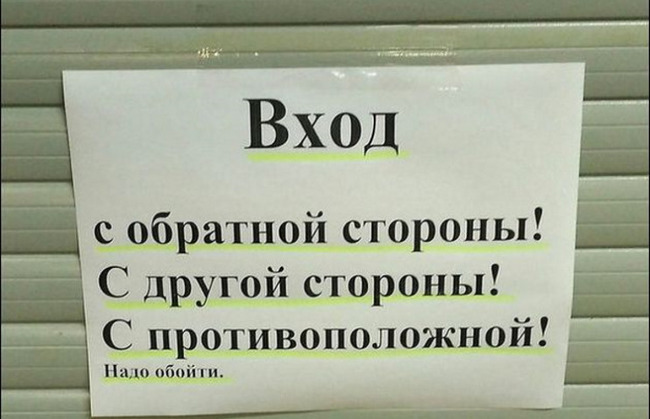 Вход
с обратной стороны!
С другой стороны!
С противоположной!
Надо обойти.